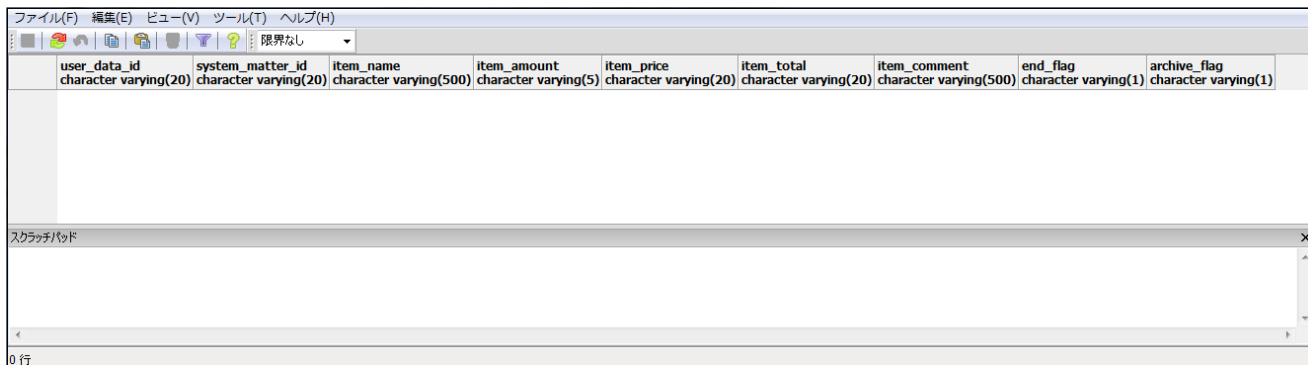 ファイル(F) 編集(E) ビュー(V) ツール(T) ヘルプ(H)
限界なし
user_data_id system_matter_id item_name item_amount item_price item_total item_comment end_flag archive_flag
character varying(20) character varying(20) character varying(500) character varying(5) character varying(20) character varying(20) character varying(500) character varying(1) character varying(1)
スクラッチパッド
0 行